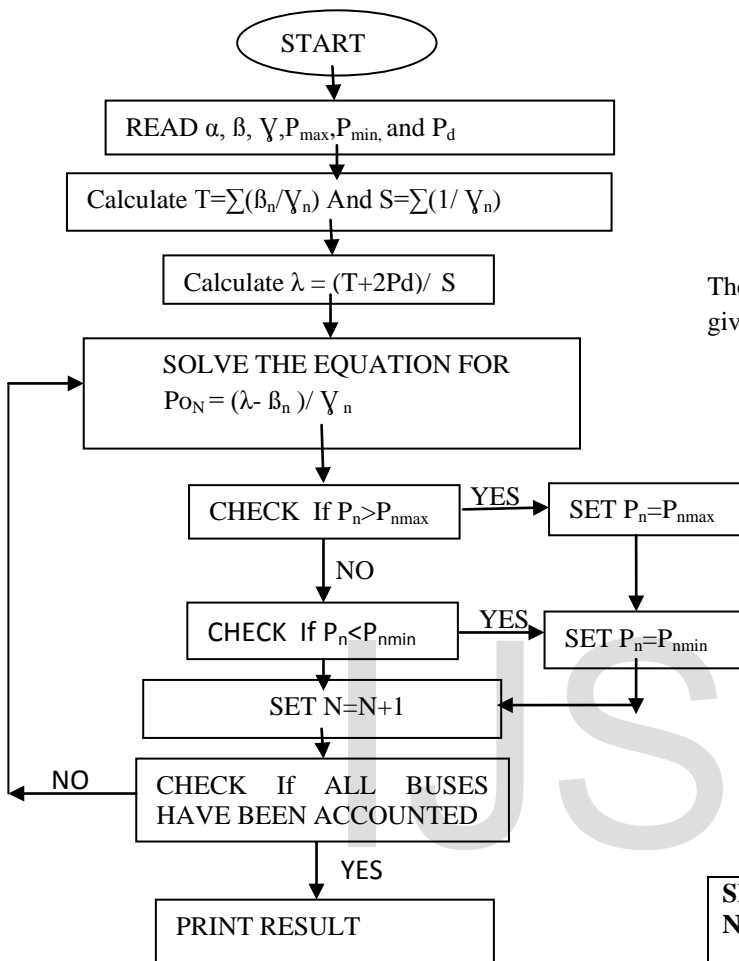 START
READ α, ß, Ɣ,Pmax,Pmin, and Pd
Calculate T=∑(ßn/Ɣn) And S=∑(1/ Ɣn)
Calculate λ = (T+2Pd)/ S
The
giv
SOLVE THE EQUATION FOR
PoN = (λ- ßn )/ Ɣ n
CHECK If Pn>Pnmax
YES
SET Pn=Pnmax
NO
CHECK If Pn<Pnmin
YES
SET Pn=Pnmin
SET N=N+1
NO
CHECK If ALL BUSES
HAVE BEEN ACCOUNTED
YES
PRINT RESULT
IJS
N